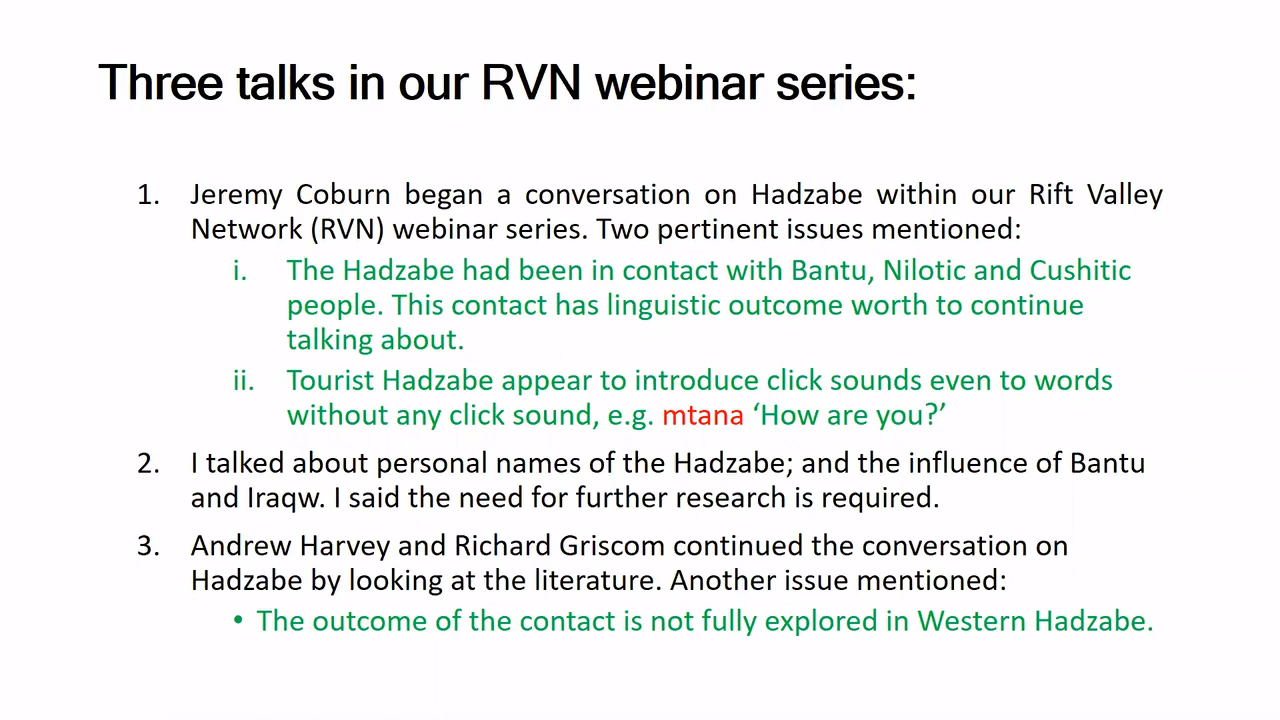 Three talks in our RVN webinar series:
1. Jeremy Coburn began a conversation on Hadzabe within our Rift Valley
Network (RVN) webinar series. Two pertinent issues mentioned:
i. The Hadzabe had been in contact with Bantu, Nilotic and Cushitic
people. This contact has linguistic outcome worth to continue
talking about.
ii. Tourist Hadzabe appear to introduce click sounds even to words
without any click sound, e.g. mtana ‘How are you?’
2. I talked about personal names of the Hadzabe; and the influence of Bantu
and Iraqw. I said the need for further research is required.
3. Andrew Harvey and Richard Griscom continued the conversation on
Hadzabe by looking at the literature. Another issue mentioned:
• The outcome of the contact is not fully explored in Western Hadzabe.